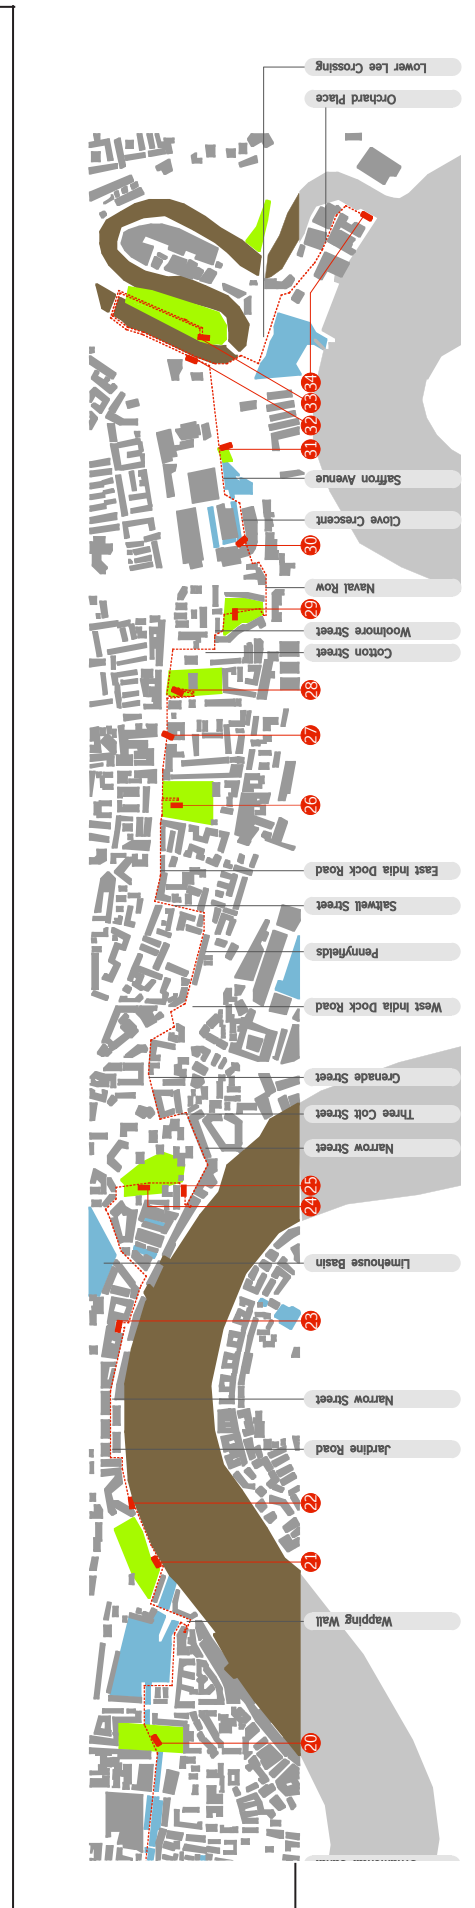 Lower Lee Crossing
Orchard Place
34
33
32
31
Saffron Avenue
Clove Crescent
30
Naval Row
29
Woolmore Street
Cotton Street
28
27
26
East India Dock Road
Saltwell Street
Pennyfields
West India Dock Road
Grenade Street
Three Colt Street
Narrow Street
25
24
Limehouse Basin
23
Narrow Street
Jardine Road
22
21
Wapping Wall
20